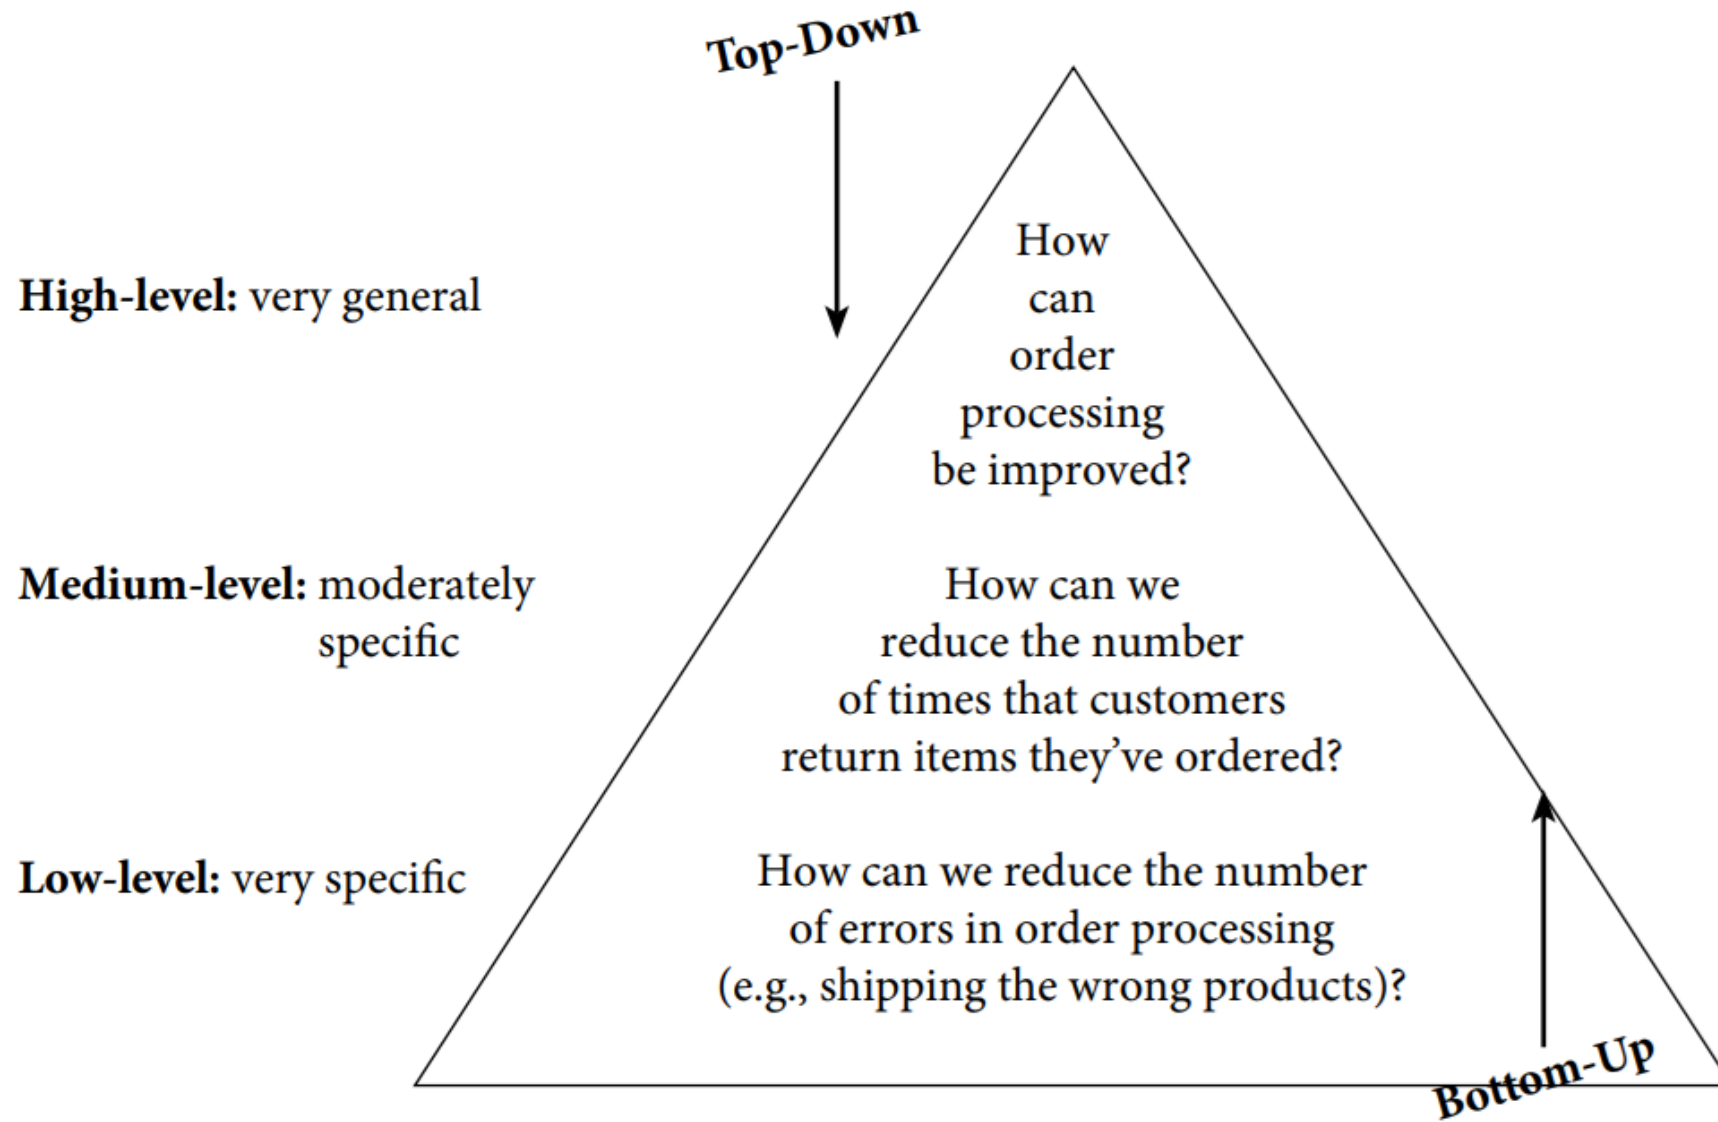 Top-Down
High-level: very general
How
can
order
processing
be improved?
Medium-level: moderately
specific
How can we
reduce the number
of times that customers
return items they’ve ordered?
Low-level: very specific
How can we reduce the number
of errors in order processing
(e.g., shipping the wrong products)?
Bottom-Up